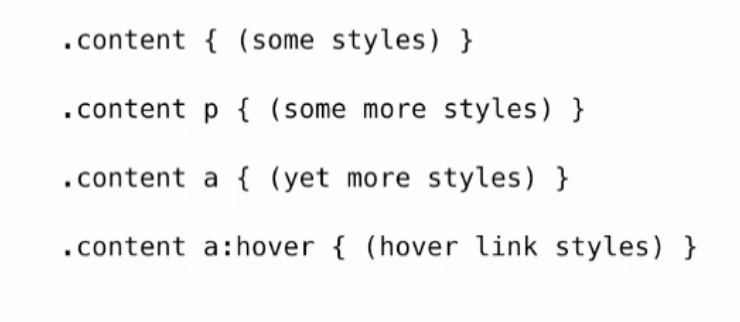 .content { (some styles) }
.content p { (some more styles) }
.content a { (yet more styles) }
.content a:hover { (hover link styles) }